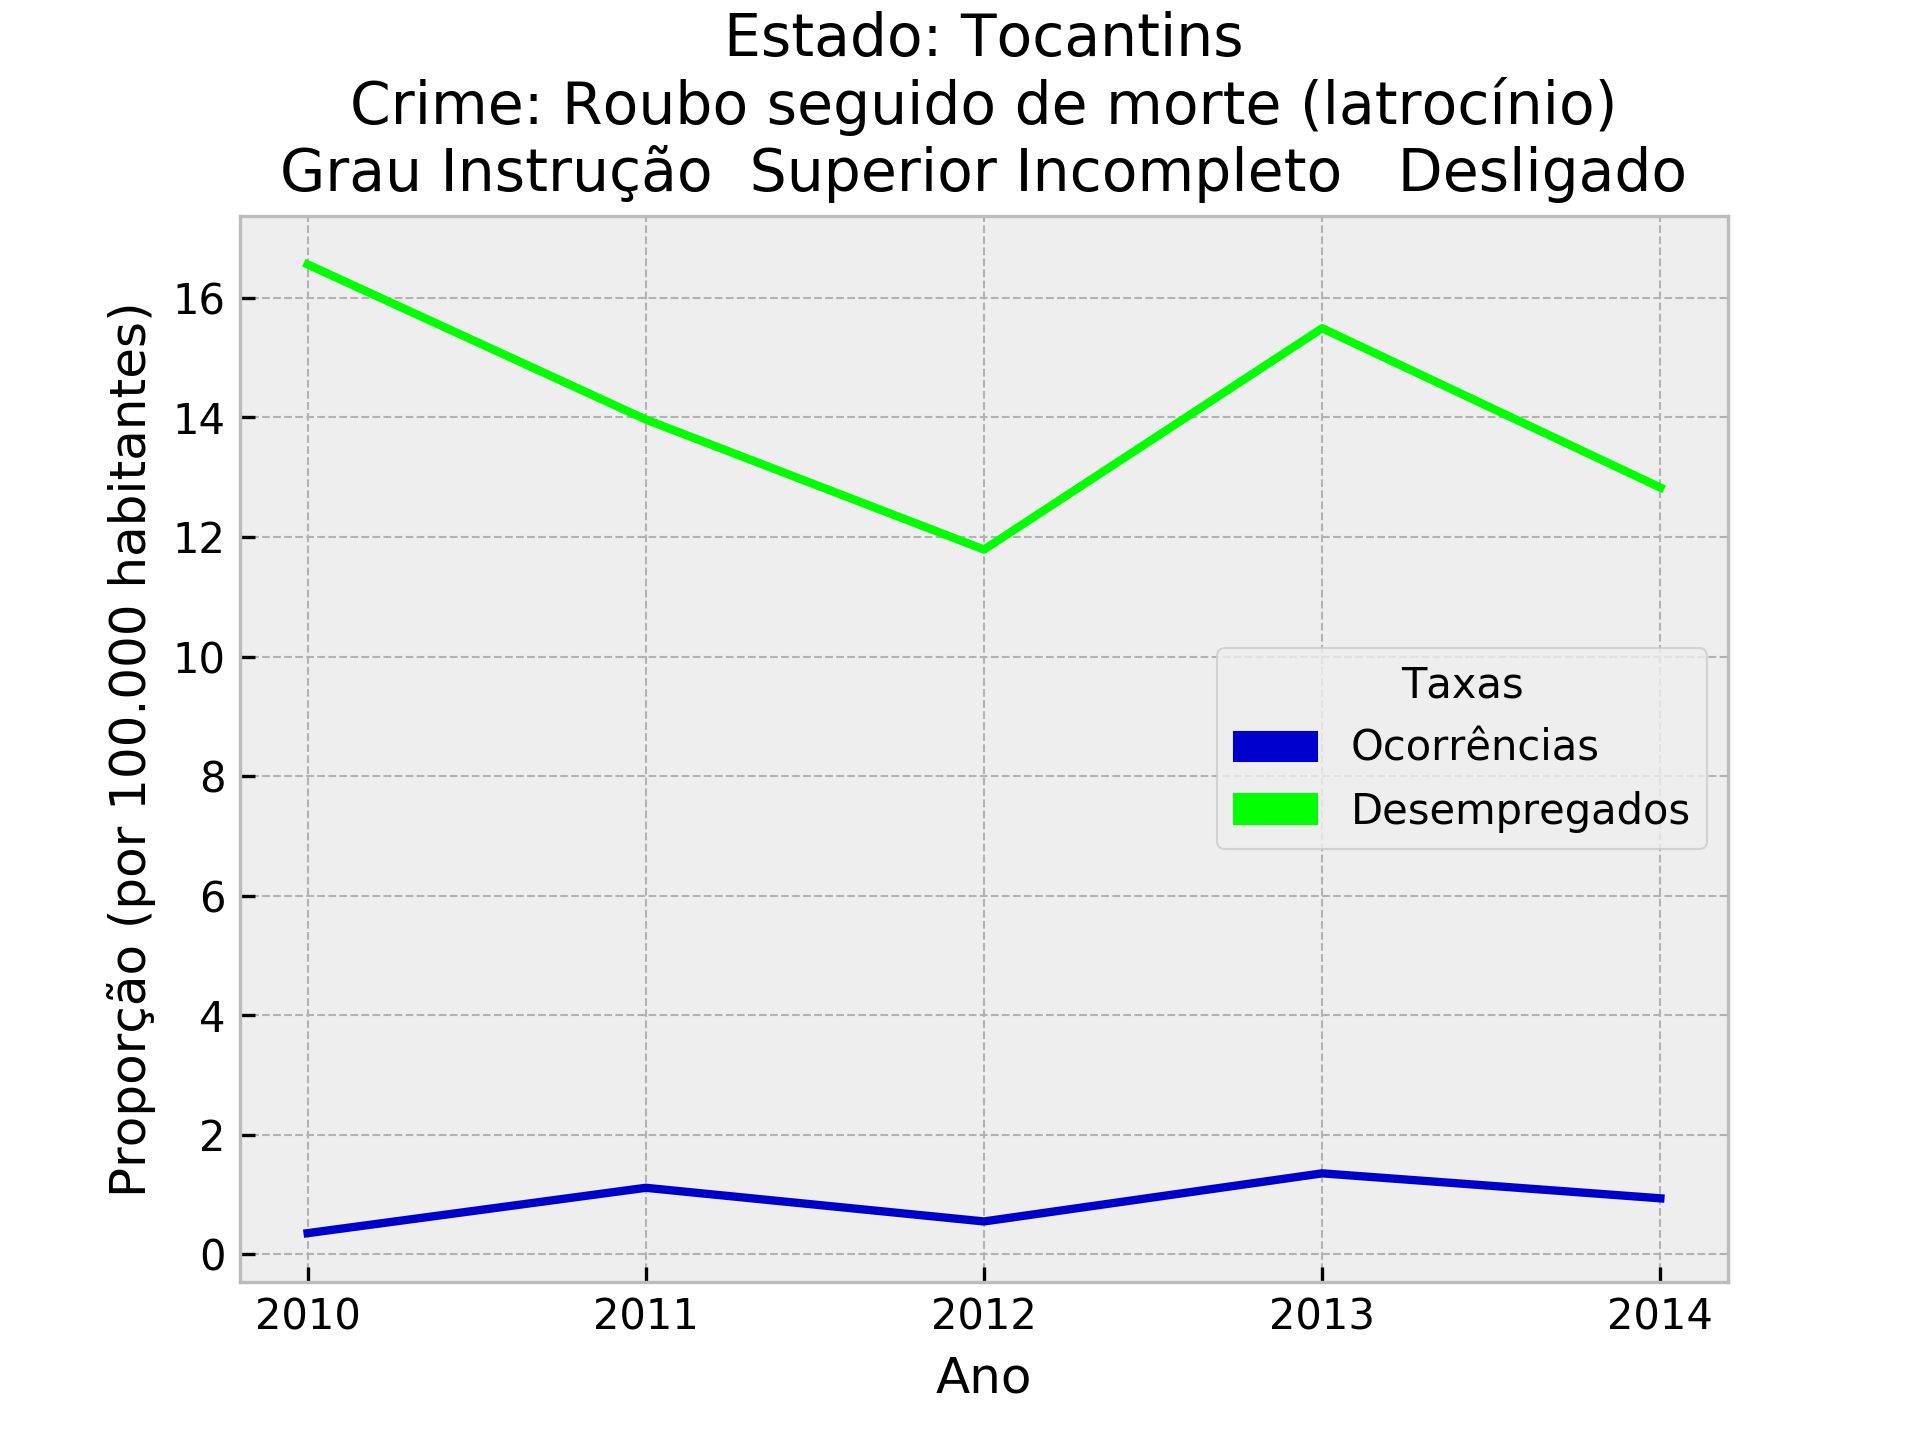 Estado: Tocantins
Crime: Roubo seguido de morte (latrocínio)
Grau Instrução  Superior Incompleto   Desligado
Proporção (por 100.000 habitantes)
16
14
12
10
8
6
4
2
0
Taxas
Ocorrências
Desempregados
2010 2011 2012 2013 2014
Ano